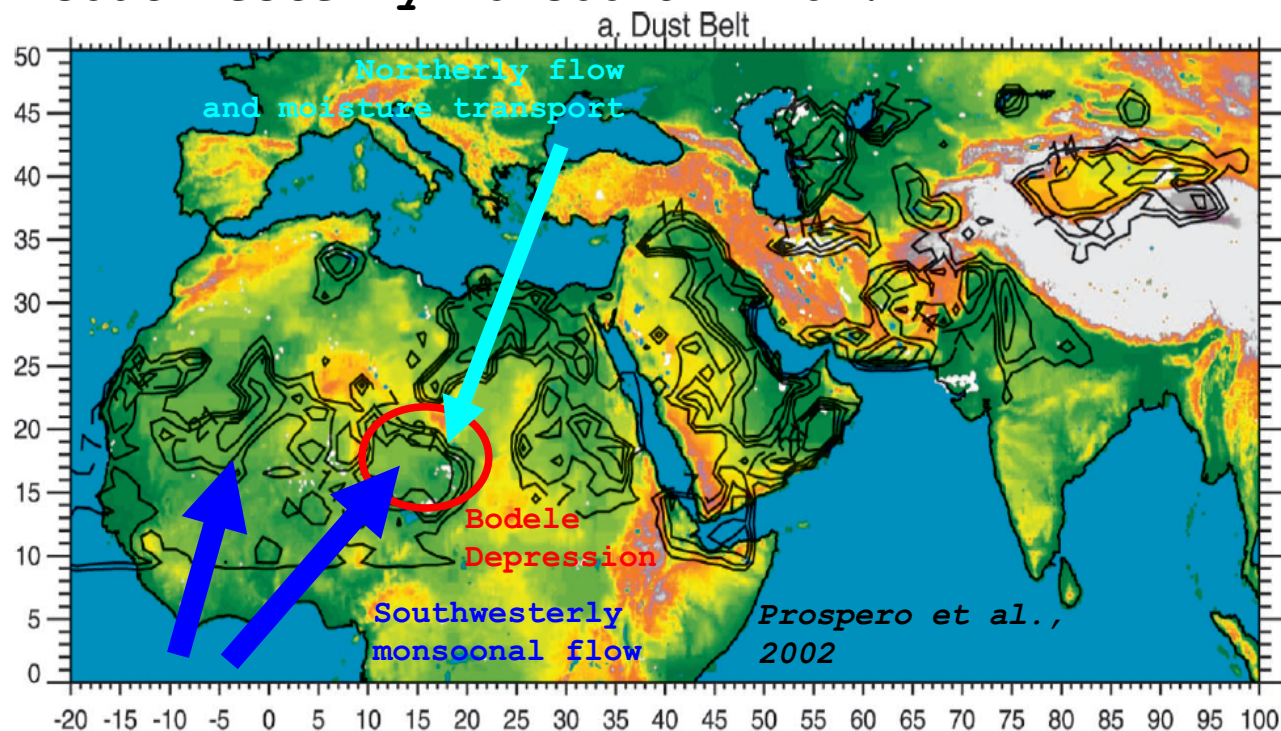 a. Dust Belt
50
Northerly flow
and moisture transport
45
40
35
30
25
20
15
Bodele
Depression
10
Southwesterly
monsoonal flow
Prospero et al.,
2002
5
0
-20 -15 -10 -5 0 5 10 15 20 25 30 35 40 45 50 55 60 65 70 75 80 85 90 95 100